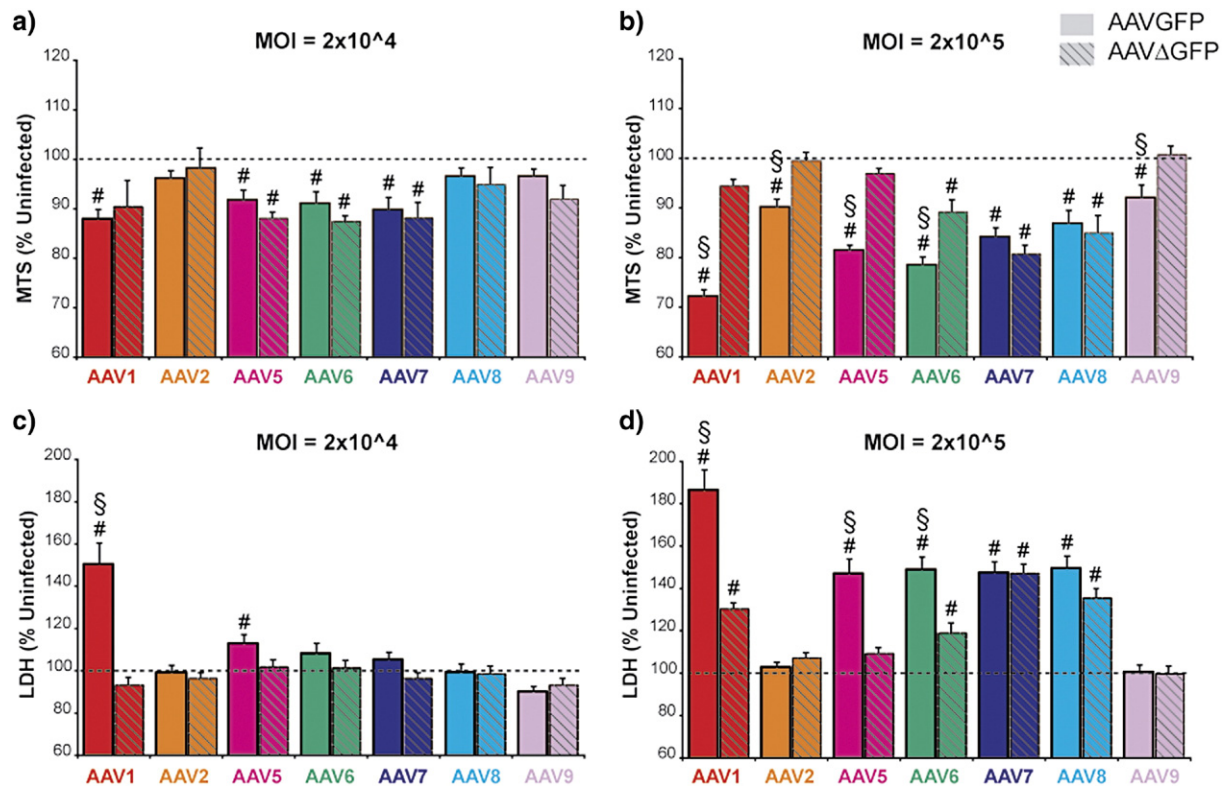 a)
MOI = 2x10^4
120
110
100
90
80
70
60
MTS (% Uninfected)
# # # # # # #
AAV1 AAV2 AAV5 AAV6 AAV7 AAV8 AAV9
b)
MOI = 2x10^5
AAVGFP
AAVΔGFP
120
110
100
90
80
70
60
MTS (% Uninfected)
§ § § § §
# # # # # # # # # #
AAV1 AAV2 AAV5 AAV6 AAV7 AAV8 AAV9
c)
MOI = 2x10^4
200
180
160
140
120
100
80
60
LDH (% Uninfected)
§
# #
AAV1 AAV2 AAV5 AAV6 AAV7 AAV8 AAV9
d)
MOI = 2x10^5
200
180
160
140
120
100
80
60
LDH (% Uninfected)
§ § §
# # # # # # # # #
AAV1 AAV2 AAV5 AAV6 AAV7 AAV8 AAV9